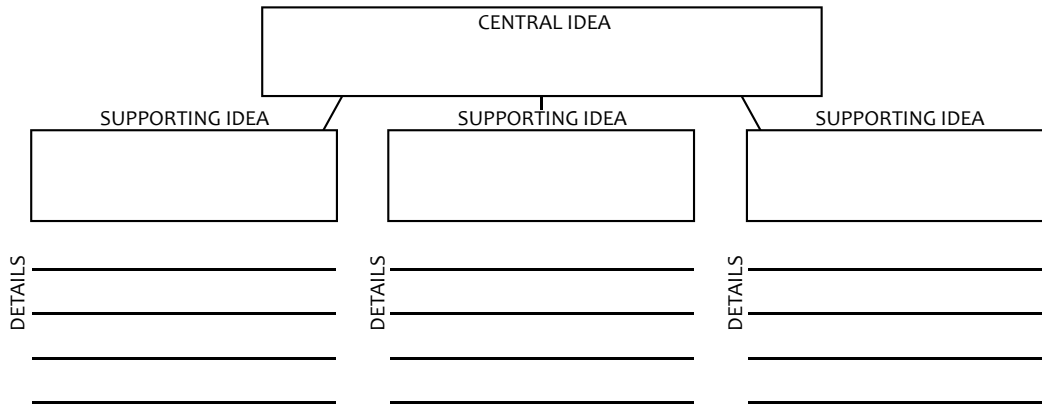 CENTRAL IDEA
SUPPORTING IDEA
SUPPORTING IDEA
SUPPORTING IDEA
DETAILS
DETAILS
DETAILS